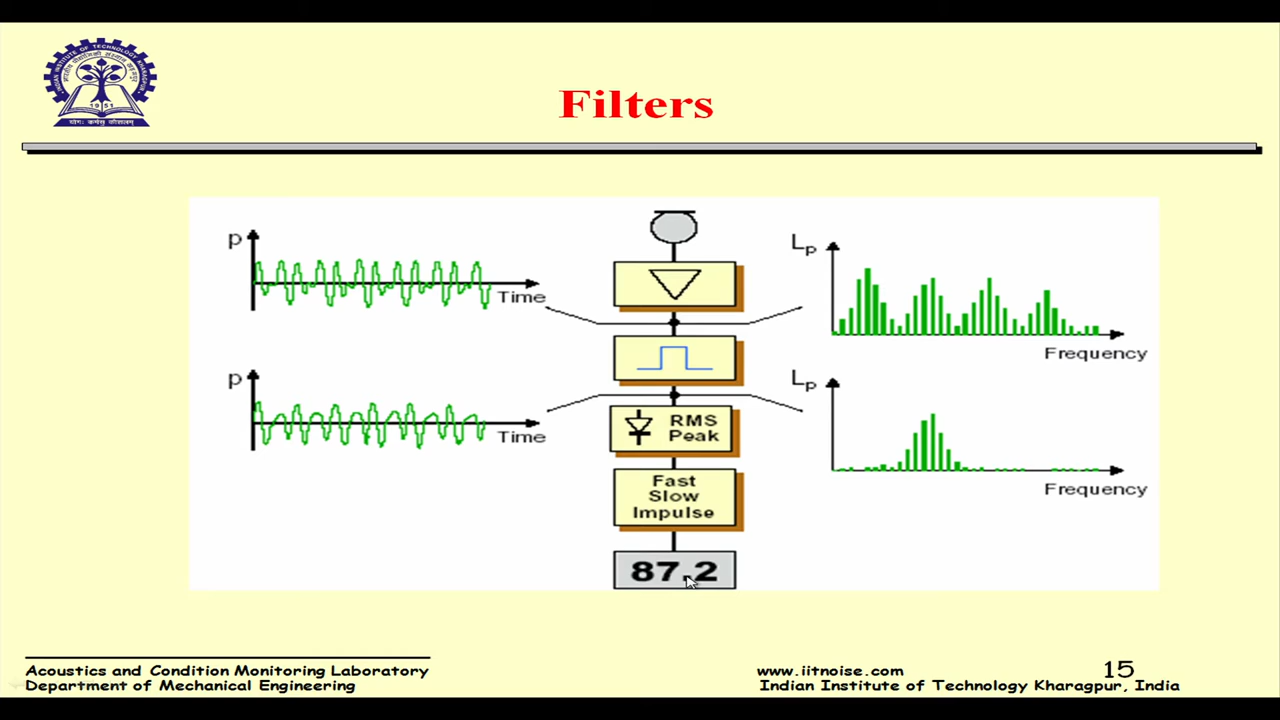 Filters
p
Time
Lp
Frequency
p
Time
Lp
Frequency
RMS
Peak
Fast
Slow
Impulse
87.2
Acoustics and Condition Monitoring Laboratory
Department of Mechanical Engineering
www.iitnoise.com
15
Indian Institute of Technology Kharagpur, India